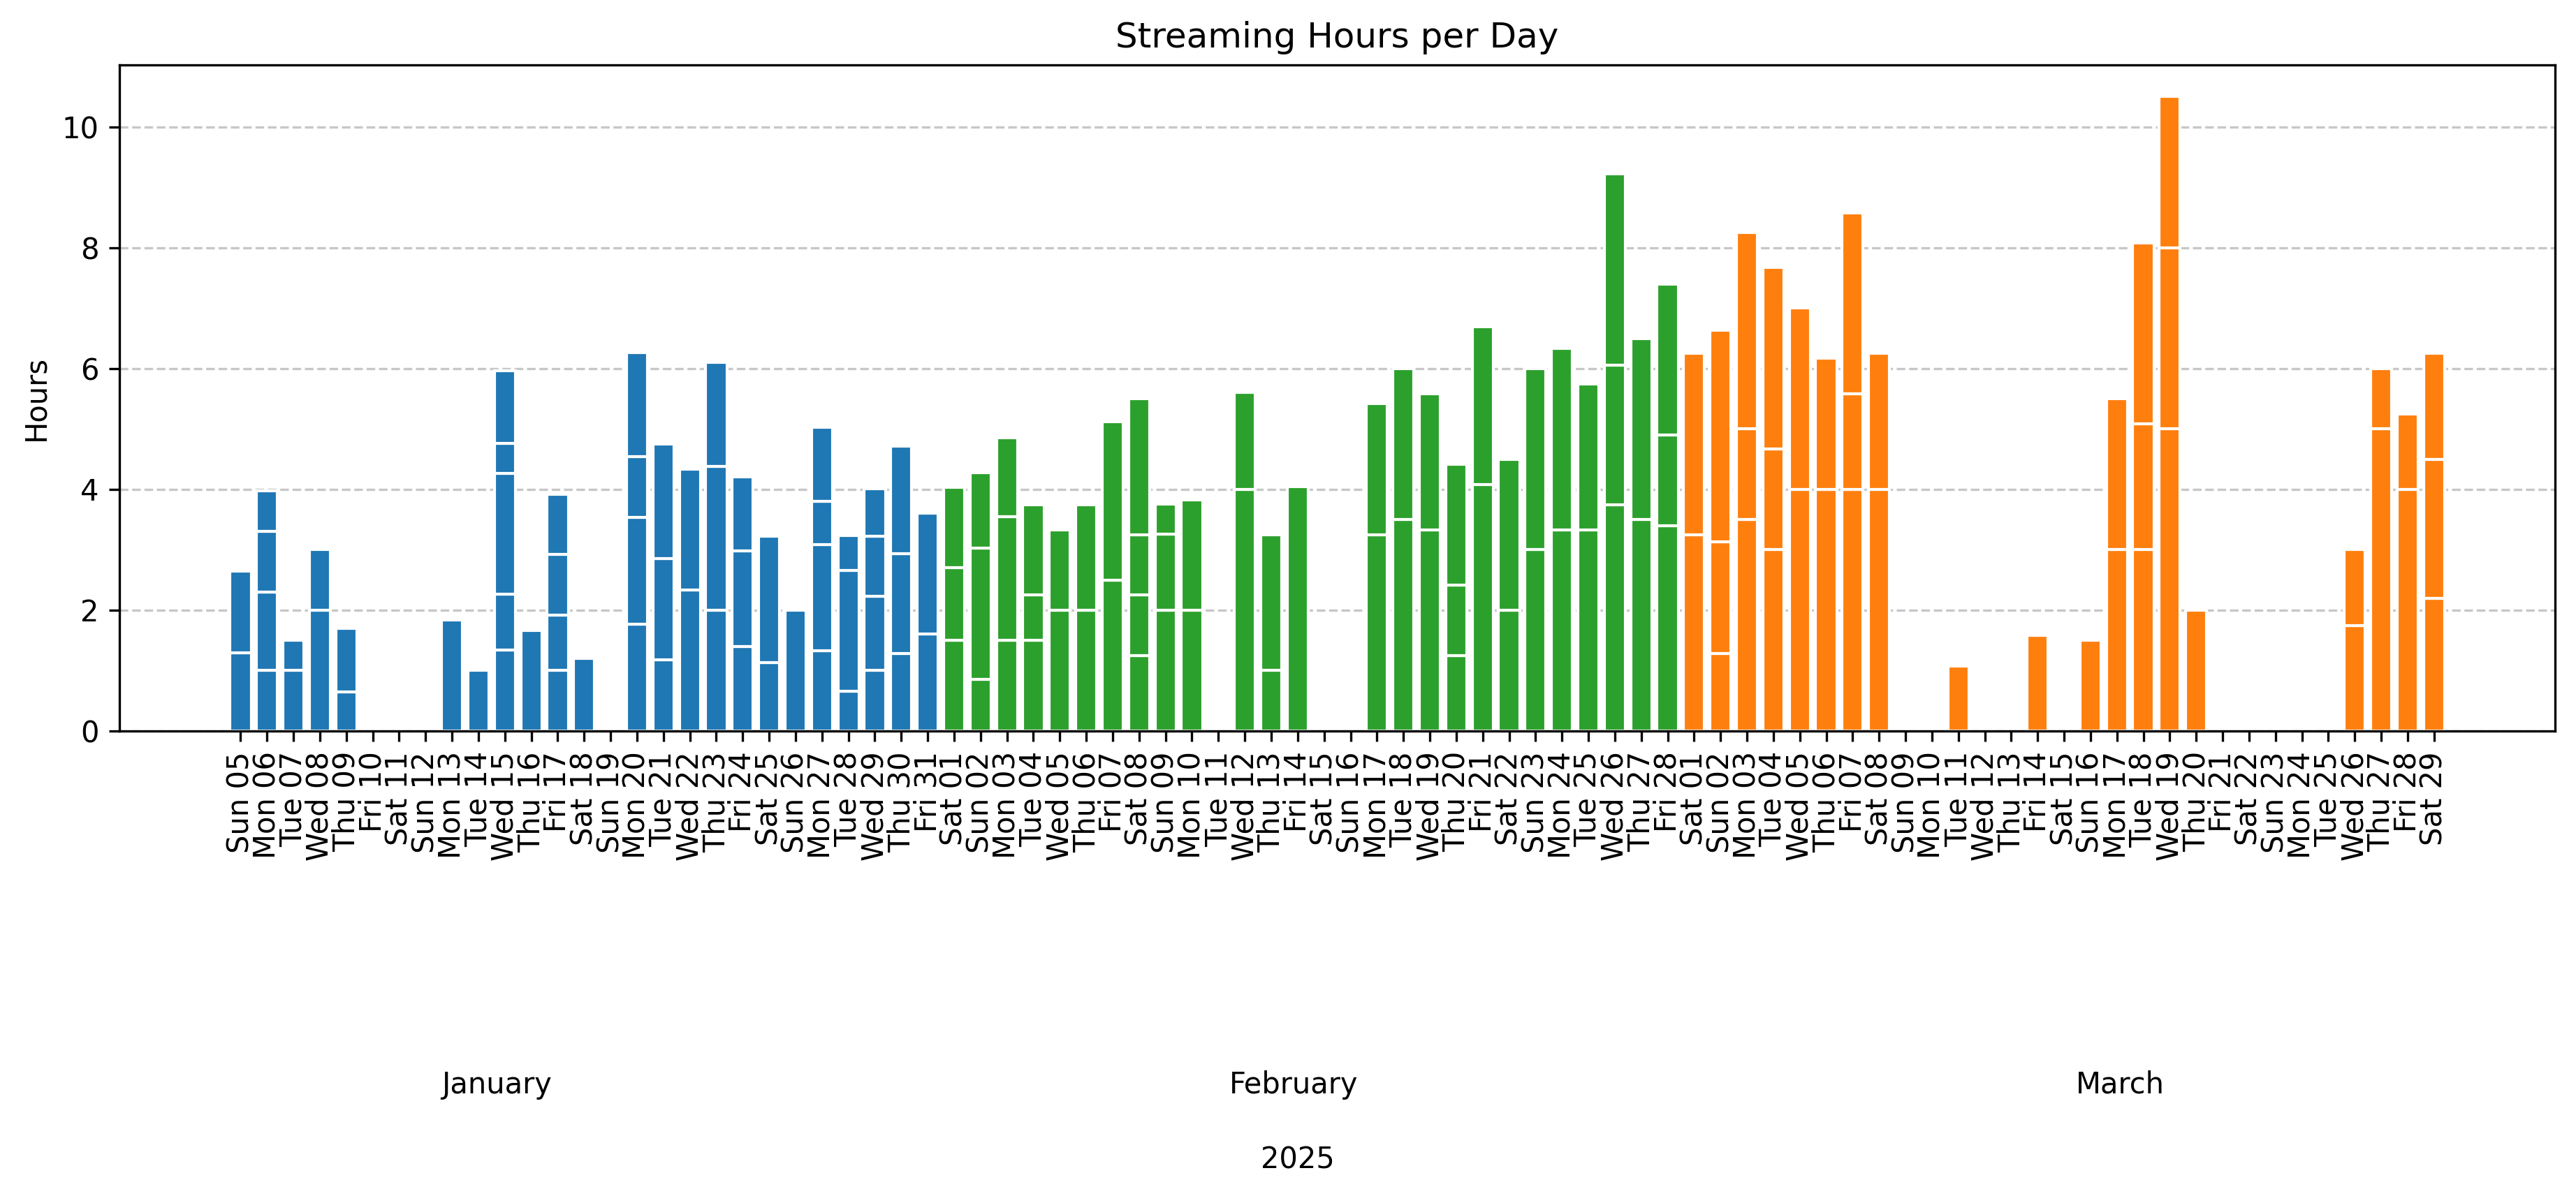 Streaming Hours per Day
Hours
10
8
6
4
2
0
Sun 05
Mon 06
Tue 07
Wed 08
Thu 09
Fri 10
Sat 11
Sun 12
Mon 13
Tue 14
Wed 15
Thu 16
Fri 17
Sat 18
Sun 19
Mon 20
Tue 21
Wed 22
Thu 23
Fri 24
Sat 25
Sun 26
Mon 27
Tue 28
Wed 29
Thu 30
Fri 31
Sat 01
Sun 02
Mon 03
Tue 04
Wed 05
Thu 06
Fri 07
Sat 08
Sun 09
Mon 10
Tue 11
Wed 12
Thu 13
Fri 14
Sat 15
Sun 16
Mon 17
Tue 18
Wed 19
Thu 20
Fri 21
Sat 22
Sun 23
Mon 24
Tue 25
Wed 26
Thu 27
Fri 28
Sat 01
Sun 02
Mon 03
Tue 04
Wed 05
Thu 06
Fri 07
Sat 08
Sun 09
Mon 10
Tue 11
Wed 12
Thu 13
Fri 14
Sat 15
Sun 16
Mon 17
Tue 18
Wed 19
Thu 20
Fri 21
Sat 22
Sun 23
Mon 24
Tue 25
Wed 26
Thu 27
Fri 28
Sat 29
January
February
March
2025